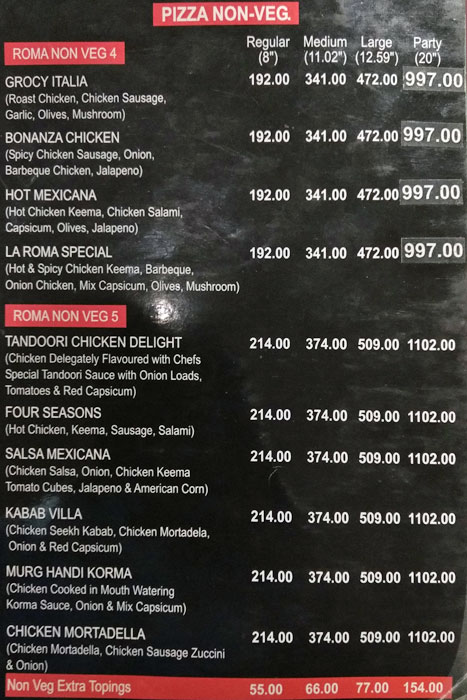 PIZZA NON-VEG.
ROMA NON VEG 4 Regular (8") Medium (11.02") Large (12.59") Party (20")
GROCY ITALIA 192.00 341.00 472.00 997.00
(Roast Chicken, Chicken Sausage,
Garlic, Olives, Mushroom)
BONANZA CHICKEN 192.00 341.00 472.00 997.00
(Spicy Chicken Sausage, Onion,
Barbeque Chicken, Jalapeno)
HOT MEXICANA 192.00 341.00 472.00 997.00
(Hot & Chicken Keema, Chicken Salami,
Capsicum, Olives, Jalapeno)
LA ROMA SPECIAL 192.00 341.00 472.00 997.00
(Hot & Spicy Chicken Keema, Barbeque,
Onion Chicken, Mix Capsicum, Olives, Mushroom)
ROMA NON VEG 5
TANDOORI CHICKEN DELIGHT 214.00 374.00 509.00 1102.00
(Chicken Delegately Flavoured with Chefs
Special Tandoori Sauce with Onion Loads,
Tomatoes & Red Capsicum)
FOUR SEASONS 214.00 374.00 509.00 1102.00
(Hot Chicken, Keema, Sausage, Salami)
SALSA MEXICANA 214.00 374.00 509.00 1102.00
(Chicken Salsa, Onion, Chicken Keema
Tomato Cubes, Jalapeno & American Corn)
KABAB VILLA 214.00 374.00 509.00 1102.00
(Chicken Seekh Kabab, Chicken Mortadela,
Onion & Red Capsicum)
MURG HANDI KORMA 214.00 374.00 509.00 1102.00
(Chicken Cooked in Mouth Watering
Korma Sauce, Onion & Mix Capsicum)
CHICKEN MORTADELLA 214.00 374.00 509.00 1102.00
(Chicken Mortadella, Chicken Sausage Zuccini
& Onion)
Non Veg Extra Topings 55.00 66.00 77.00 154.00